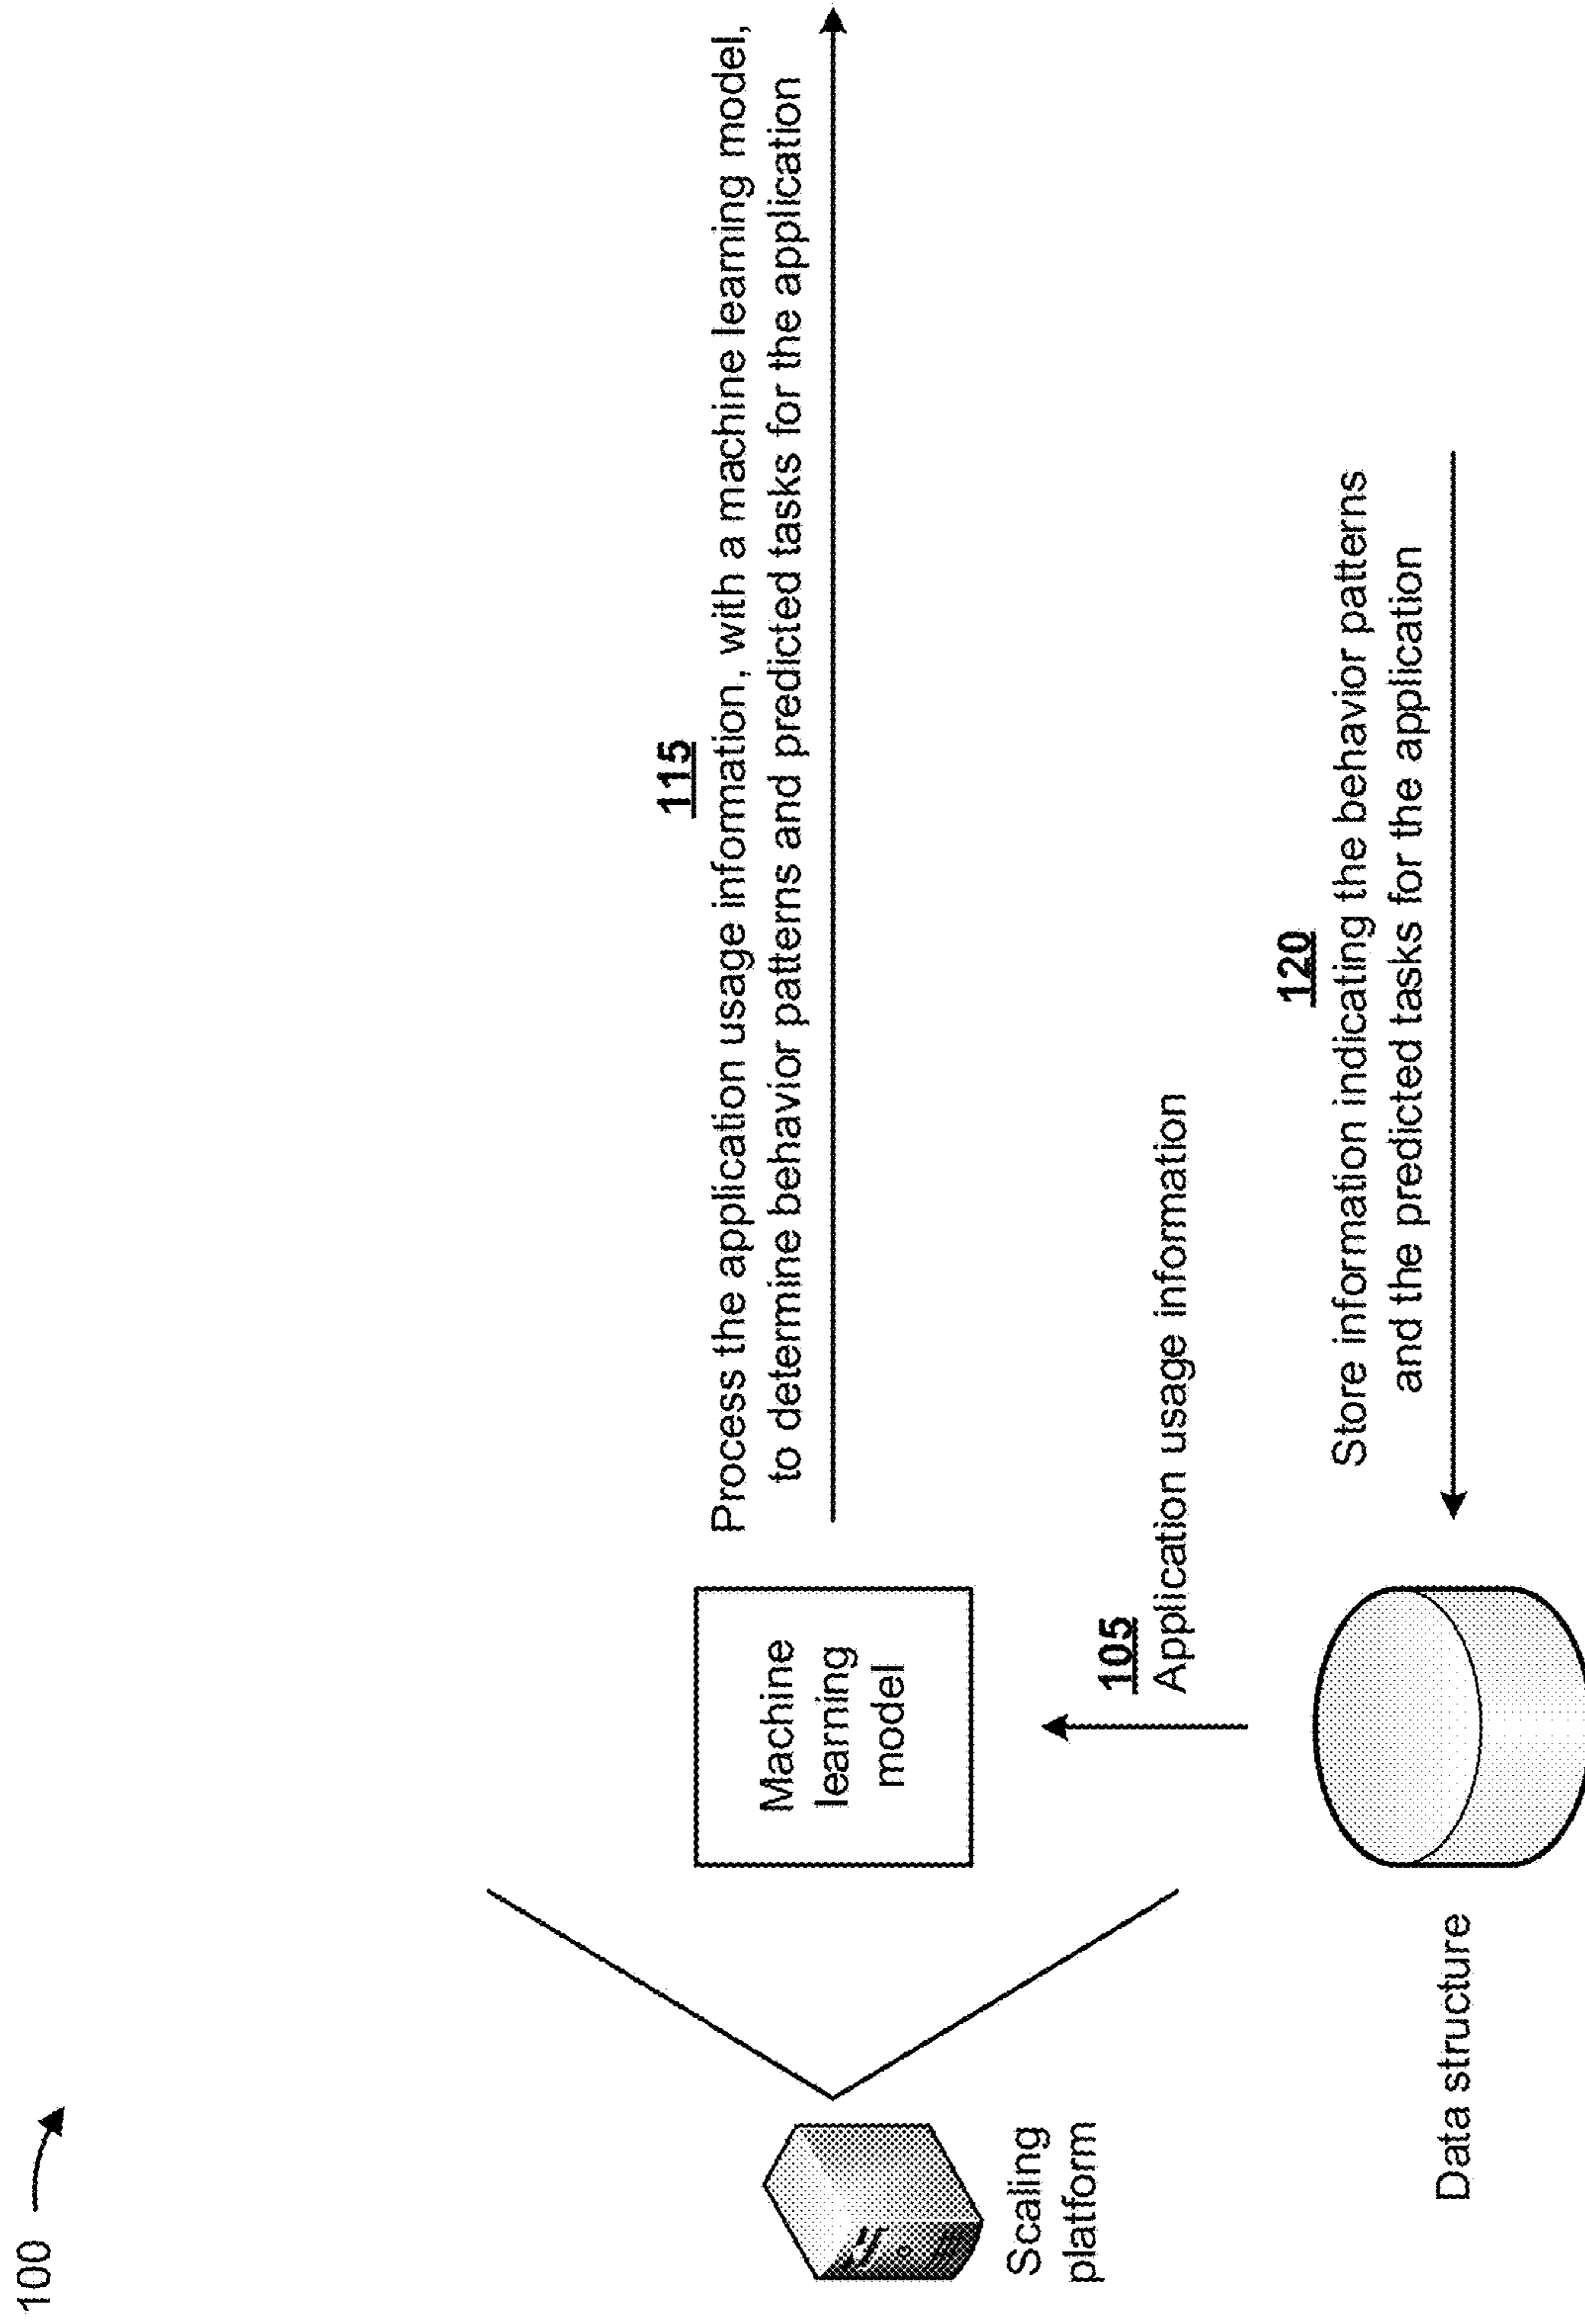 100
115
Process the application usage information, with a machine learning model,
to determine behavior patterns and predicted tasks for the application
Machine
learning
model
Scaling
platform
105
Application usage information
120
Store information indicating the behavior patterns
and the predicted tasks for the application
Data structure